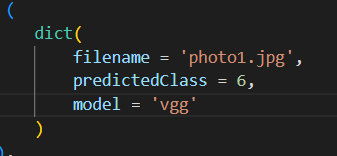 (
dict(
filename = 'photo1.jpg',
predictedClass = 6,
model = 'vgg'
)
),